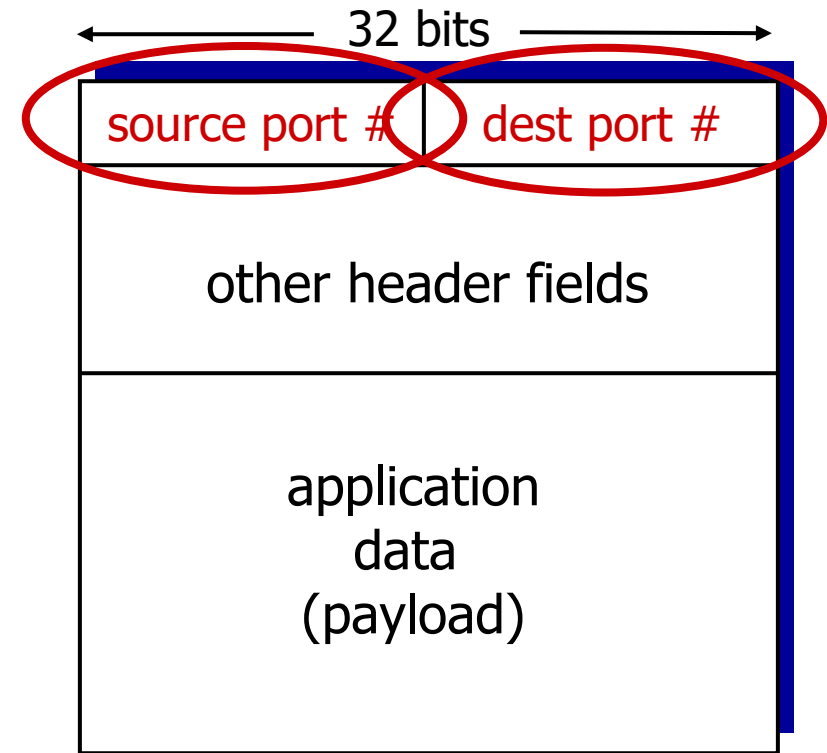 32 bits
source port # dest port #
other header fields
application
data
(payload)